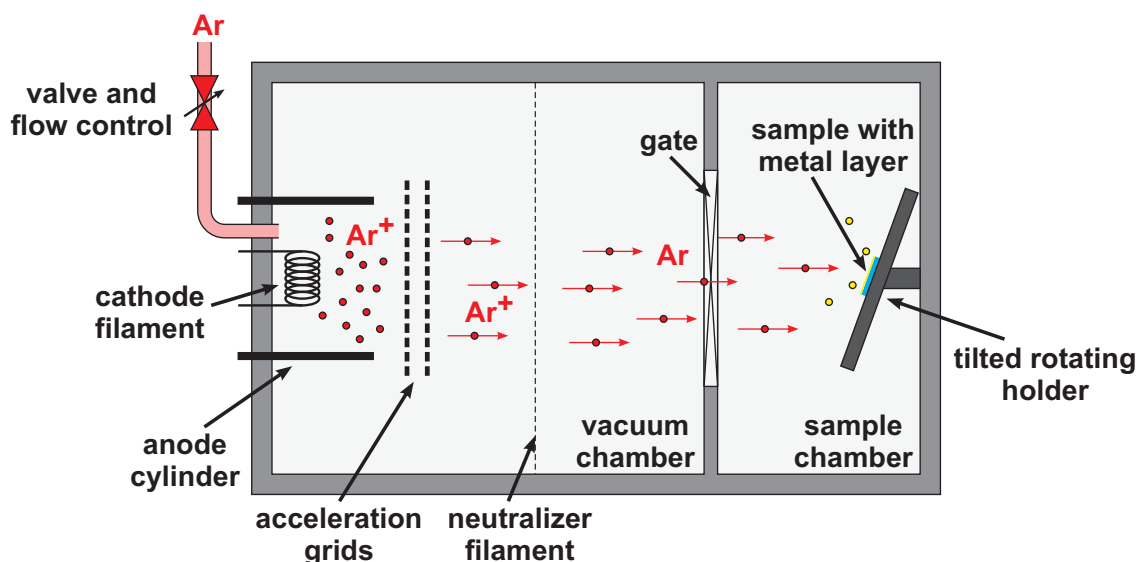 Ar
valve and
flow control
gate
sample with
metal layer
Ar+
Ar
cathode
filament
Ar+
tilted rotating
holder
anode
cylinder
vacuum
chamber
sample
chamber
acceleration
grids
neutralizer
filament